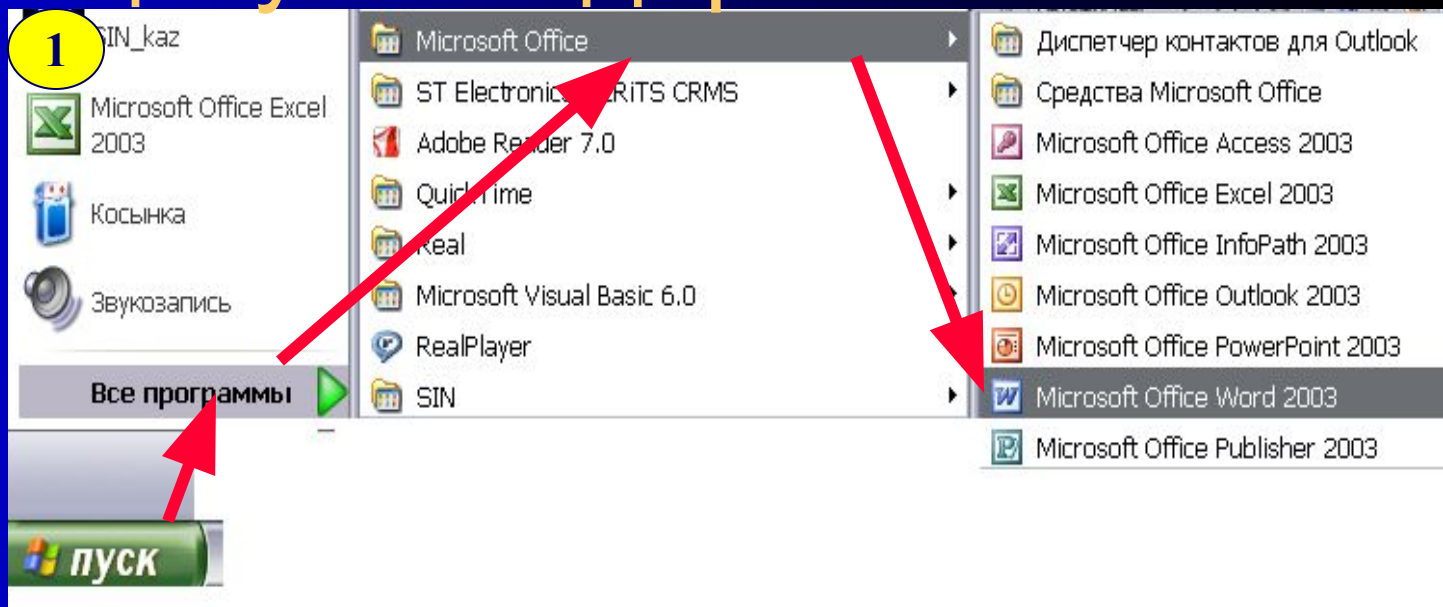 1
SIN_kaz
Microsoft Office Excel
2003
Косынка
Звукозапись
Все программы
пуск
Microsoft Office
ST Electronics
CRMS
Adobe Reader 7.0
QuickTime
Real
Microsoft Visual Basic 6.0
RealPlayer
SIN
Диспетчер контактов для Outlook
Средства Microsoft Office
Microsoft Office Access 2003
Microsoft Office Excel 2003
Microsoft Office InfoPath 2003
Microsoft Office Outlook 2003
Microsoft Office PowerPoint 2003
Microsoft Office Word 2003
Microsoft Office Publisher 2003